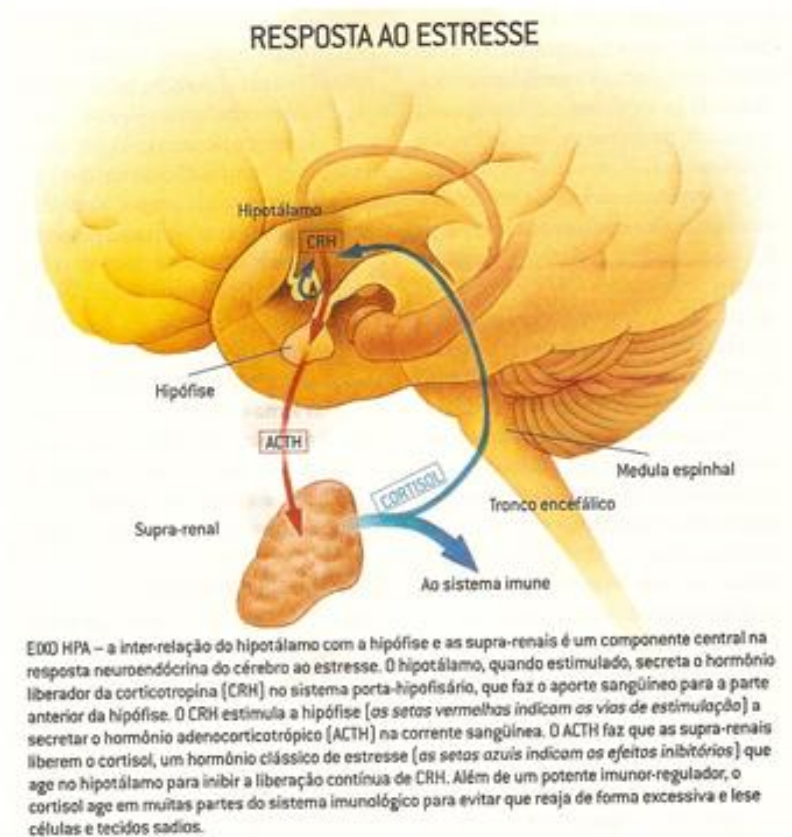 RESPOSTA AO ESTRESSE
Hipotálamo
CRH
Hipófise
ACTH
Medula espinhal
CORTISOL
Tronco encefálico
Supra-renal
Ao sistema imune
EIXO HPA – a inter-relação do hipotálamo com a hipófise e as supra-renais é um componente central na
resposta neuroendócrina do cérebro ao estresse. O hipotálamo, quando estimulado, secreta o hormônio
liberador da corticotropina (CRH) no sistema porta-hipofisário, que faz o aporte sangüíneo para a parte
anterior da hipófise. O CRH estimula a hipófise (as setas vermelhas indicam as vias de estimulação) a
secretar o hormônio adenocorticotrópico (ACTH) na corrente sangüínea. O ACTH faz que as supra-renais
liberem o cortisol, um hormônio clássico de estresse (as setas azuis indicam os efeitos inibitórios) que
age no hipotálamo para inibir a liberação contínua de CRH. Além de um potente imunor-regulador, o
cortisol age em muitas partes do sistema imunológico para evitar que reaja de forma excessiva e lese
células e tecidos sadios.